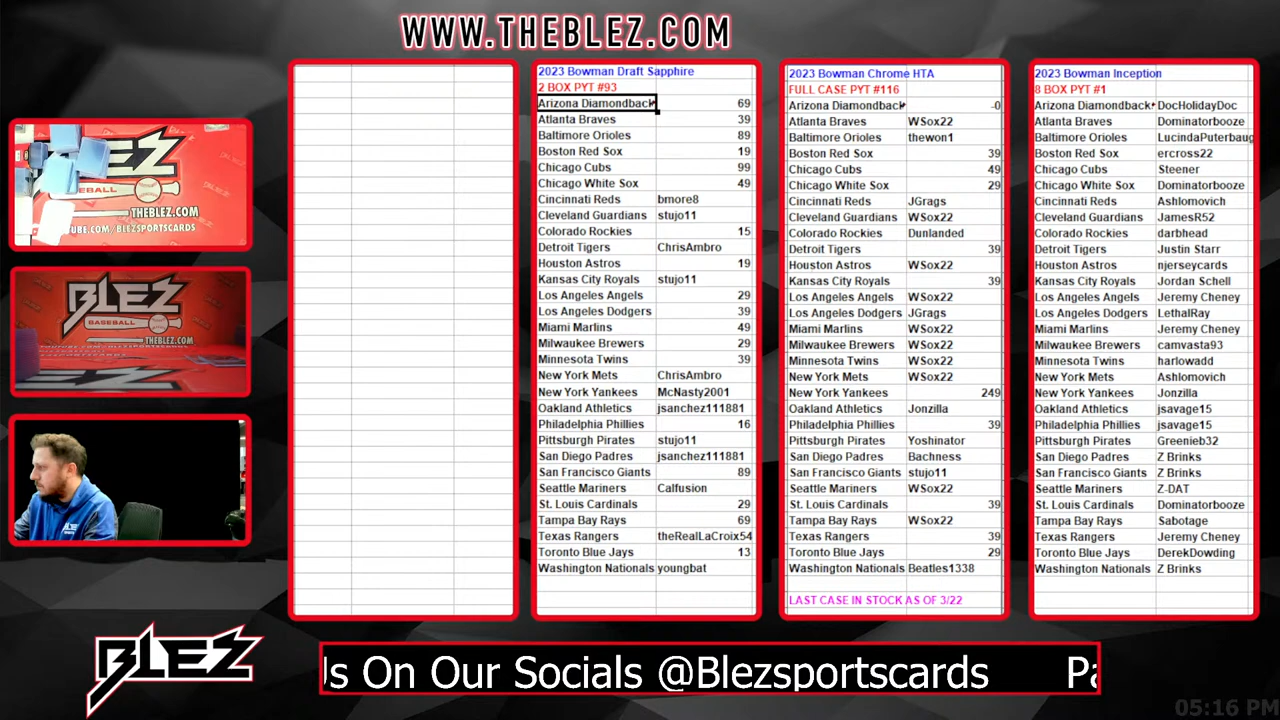 WWW.THEBLEZ.COM
BLEZ
BASEBALL
THEBLEZ.COM
UBE.COM/BLEZSPORTSCARDS
BLEZ
BASEBALL
THEBLEZ.COM
2023 Bowman Draft Sapphire
2 BOX PYT #93
Arizona Diamondback 69
Atlanta Braves 39
Baltimore Orioles 89
Boston Red Sox 19
Chicago Cubs 99
Chicago White Sox 49
Cincinnati Reds bmore8
Cleveland Guardians stujo11
Colorado Rockies 15
Detroit Tigers ChrisAmbro
Houston Astros 19
Kansas City Royals stujo11
Los Angeles Angels 29
Los Angeles Dodgers 39
Miami Marlins 49
Milwaukee Brewers 29
Minnesota Twins 39
New York Mets ChrisAmbro
New York Yankees McNasty2001
Oakland Athletics jsanchez111881
Philadelphia Phillies 16
Pittsburgh Pirates stujo11
San Diego Padres jsanchez111881
San Francisco Giants 89
Seattle Mariners Calfusion
St. Louis Cardinals 29
Tampa Bay Rays 69
Texas Rangers theRealLaCroix54
Toronto Blue Jays 13
Washington Nationals youngbat
2023 Bowman Chrome HTA
FULL CASE PYT #116
Arizona Diamondback -0
Atlanta Braves WSox22
Baltimore Orioles thewon1
Boston Red Sox 39
Chicago Cubs 49
Chicago White Sox 29
Cincinnati Reds JGrags
Cleveland Guardians WSox22
Colorado Rockies Dunlanded
Detroit Tigers 39
Houston Astros WSox22
Kansas City Royals 39
Los Angeles Angels WSox22
Los Angeles Dodgers JGrags
Miami Marlins WSox22
Milwaukee Brewers WSox22
Minnesota Twins WSox22
New York Mets WSox22
New York Yankees 249
Oakland Athletics Jonzilla
Philadelphia Phillies 39
Pittsburgh Pirates Yoshinator
San Diego Padres Bachness
San Francisco Giants stujo11
Seattle Mariners WSox22
St. Louis Cardinals 39
Tampa Bay Rays WSox22
Texas Rangers 39
Toronto Blue Jays 29
Washington Nationals Beatles1338
LAST CASE IN STOCK AS OF 3/22
2023 Bowman Inception
8 BOX PYT #1
Arizona Diamondback DocHolidayDoc
Atlanta Braves Dominatorbooze
Baltimore Orioles LucindaPuterbaug
Boston Red Sox ercross22
Chicago Cubs Steener
Chicago White Sox Dominatorbooze
Cincinnati Reds Ashlomovich
Cleveland Guardians JamesR52
Colorado Rockies darbhead
Detroit Tigers Justin Starr
Houston Astros njerseycards
Kansas City Royals Jordan Schell
Los Angeles Angels Jeremy Cheney
Los Angeles Dodgers LethalRay
Miami Marlins Jeremy Cheney
Milwaukee Brewers camvasta93
Minnesota Twins harlowadd
New York Mets Ashlomovich
New York Yankees Jonzilla
Oakland Athletics jsavage15
Philadelphia Phillies jsavage15
Pittsburgh Pirates Greenieb32
San Diego Padres Z Brinks
San Francisco Giants Z Brinks
Seattle Mariners Z-DAT
St. Louis Cardinals Dominatorbooze
Tampa Bay Rays Sabotage
Texas Rangers Jeremy Cheney
Toronto Blue Jays DerekDowding
Washington Nationals Z Brinks
BLEZ
Us On Our Socials @Blezsportscards Pa
05:16 PM